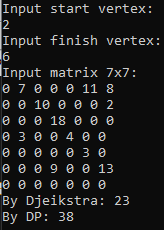 Input start vertex:
2
Input finish vertex:
6
Input matrix 7x7:
0 7 0 0 0 11 8
0 0 10 0 0 0 2
0 0 0 18 0 0 0
0 3 0 0 4 0 0
0 0 0 0 0 3 0
0 0 0 9 0 0 13
0 0 0 0 0 0 0
By Djeikstra: 23
By DP: 38